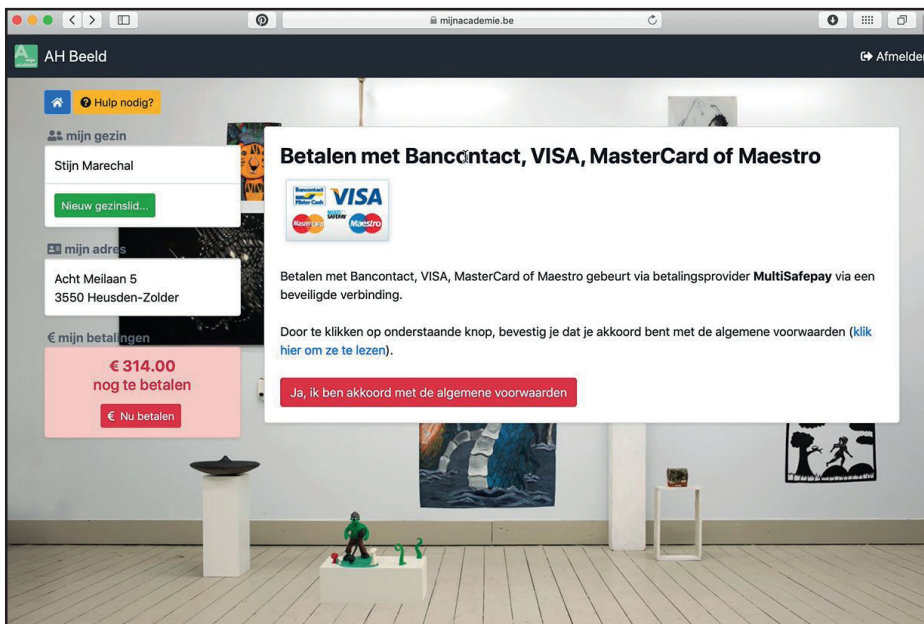 mijnacademie.be
AH Beeld
Afmelden
Hulp nodig?
mijn gezin
Stijn Marechal
Nieuw gezinslid...
mijn adres
Acht Meilaan 5
3550 Heusden-Zolder
€ mijn betalingen
€ 314.00
nog te betalen
€ Nu betalen
Betalen met Bancontact, VISA, MasterCard of Maestro
Bancontact
Mister Cash
VISA
MasterCard
MULTI
SAFEPAY
Maestro
Betalen met Bancontact, VISA, MasterCard of Maestro gebeurt via betalingsprovider MultiSafepay via een
beveiligde verbinding.
Door te klikken op onderstaande knop, bevestig je dat je akkoord bent met de algemene voorwaarden (klik
hier om ze te lezen).
Ja, ik ben akkoord met de algemene voorwaarden